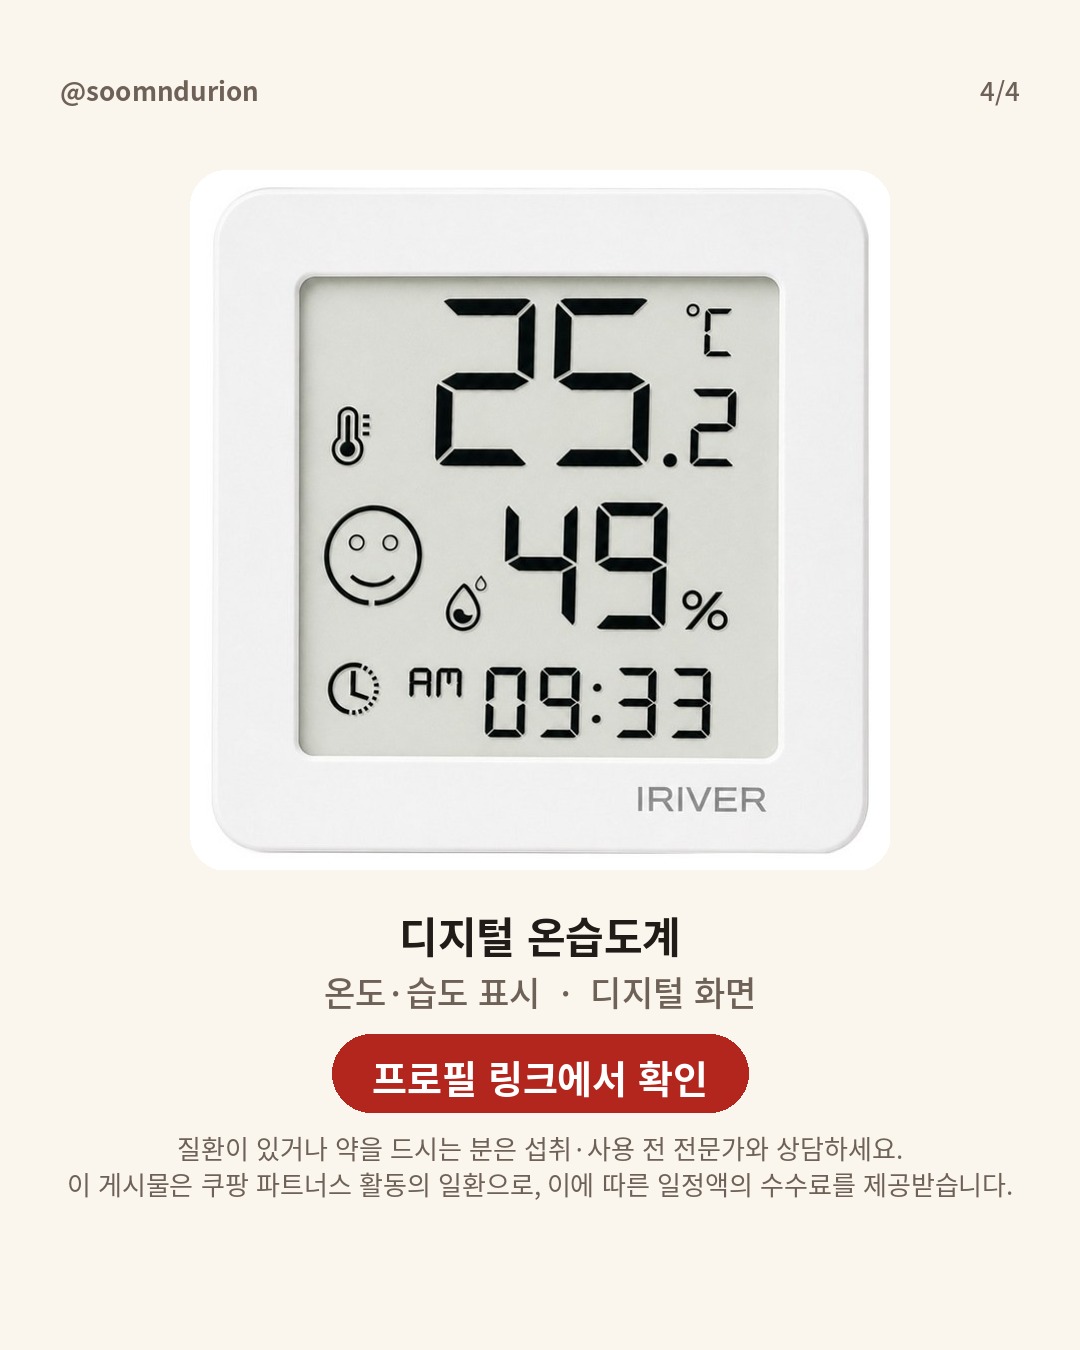 @soomndurion
4/4
25.2 °C
49 %
AM 09:33
IRIVER
디지털 온습도계
온도·습도 표시 · 디지털 화면
프로필 링크에서 확인
질환이 있거나 약을 드시는 분은 섭취·사용 전 전문가와 상담하세요.
이 게시물은 쿠팡 파트너스 활동의 일환으로, 이에 따른 일정액의 수수료를 제공받습니다.